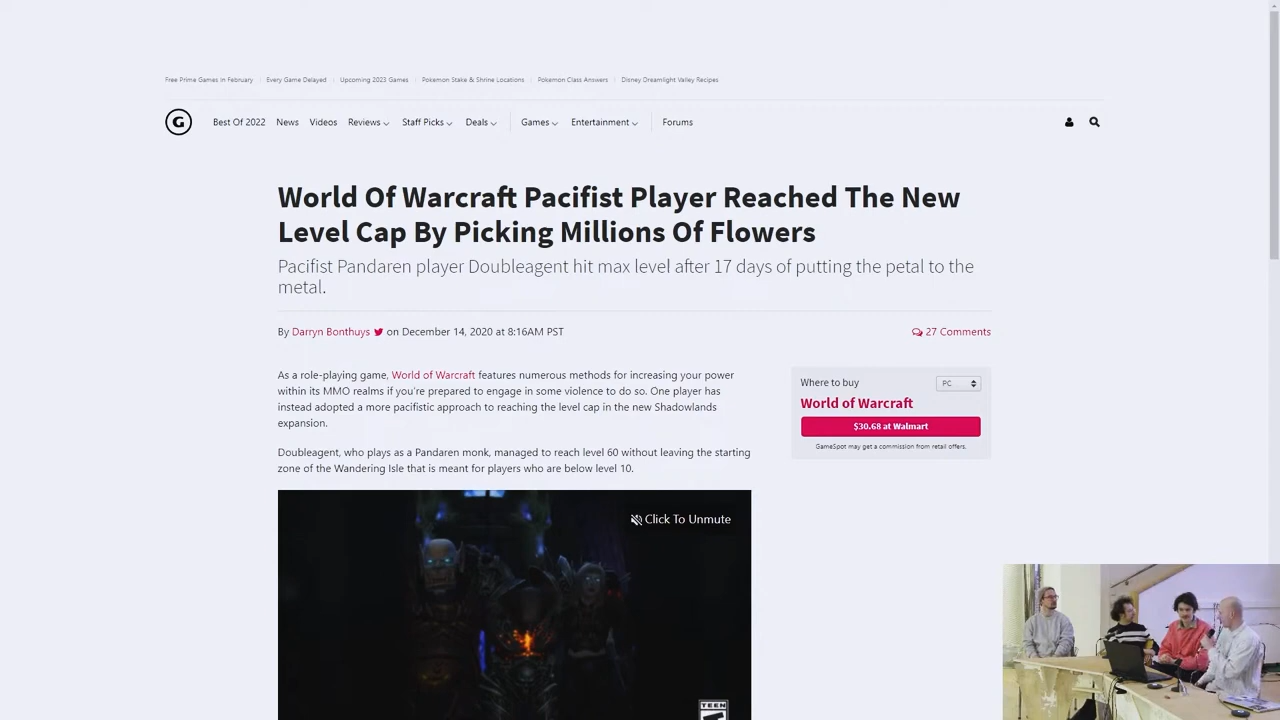 Free Prime Games in February
Every Game Delayed
Upcoming 2023 Games
Pokemon Stake & Shrine Locations
Pokemon Class Answers
Disney Dreamlight Valley Recipes
G
Best Of 2022
News
Videos
Reviews
Staff Picks
Deals
Games
Entertainment
Forums
World Of Warcraft Pacifist Player Reached The New
Level Cap By Picking Millions Of Flowers
Pacifist Pandaren player Doubleagent hit max level after 17 days of putting the petal to the
metal.
By Darryn Bonthuys on December 14, 2020 at 8:16AM PST
27 Comments
As a role-playing game, World of Warcraft features numerous methods for increasing your power
within its MMO realms if you're prepared to engage in some violence to do so. One player has
instead adopted a more pacifistic approach to reaching the level cap in the new Shadowlands
expansion.
Doubleagent, who plays as a Pandaren monk, managed to reach level 60 without leaving the starting
zone of the Wandering Isle that is meant for players who are below level 10.
Where to buy
PC
World of Warcraft
$30.68 at Walmart
GameSpot may get a commission from retail offers.
Click To Unmute
TEEN